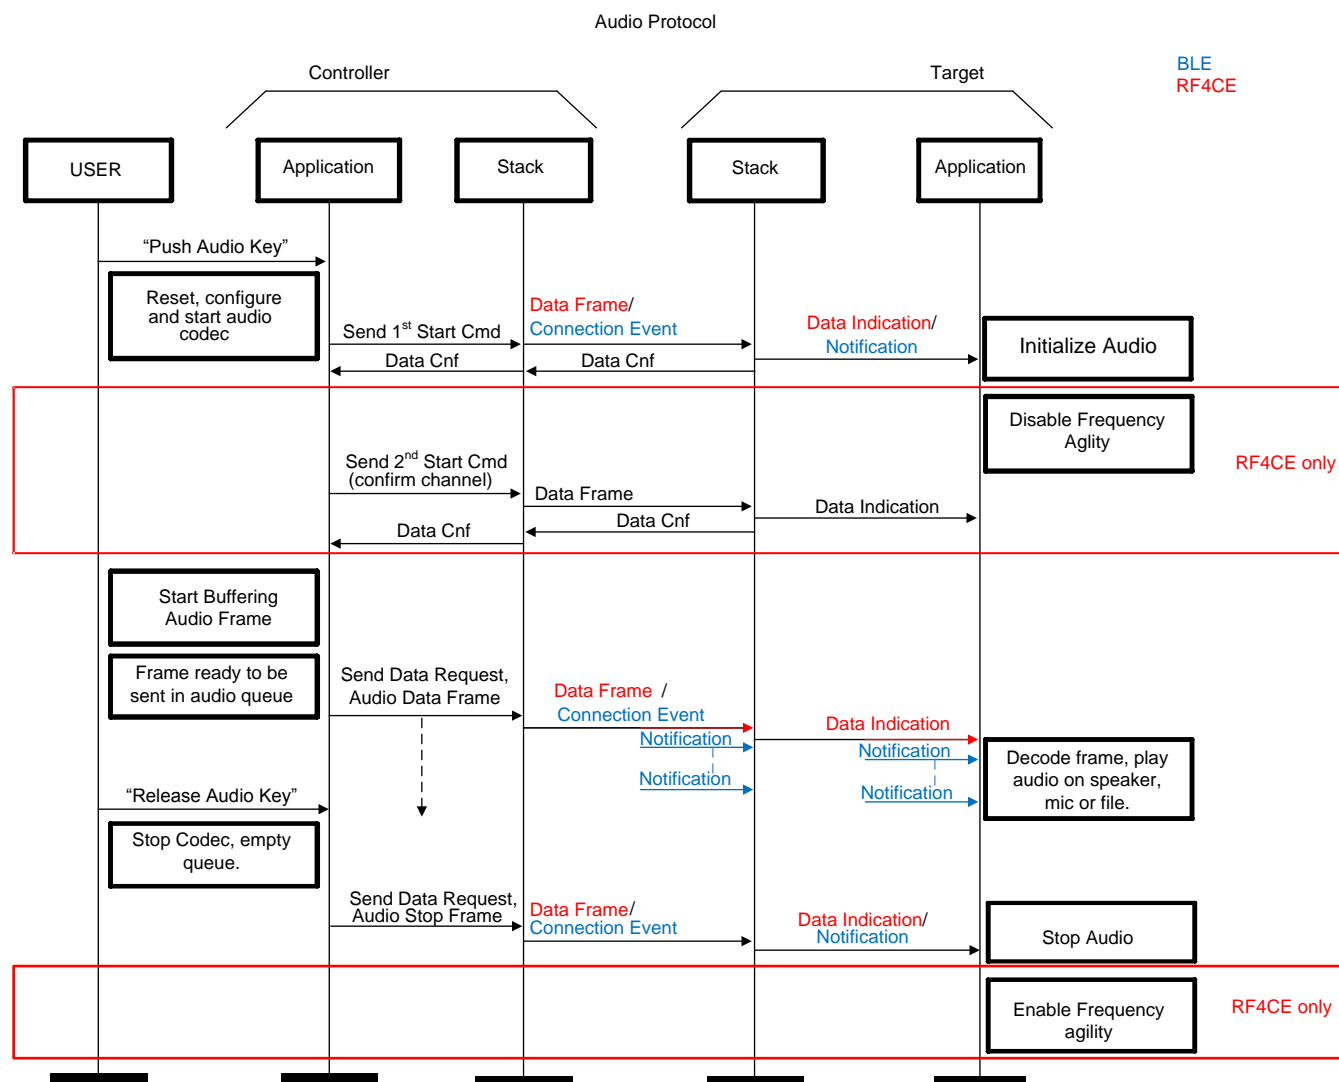 Audio Protocol
BLE
RF4CE
Controller
Target
USER
Application
Stack
Stack
Application
“Push Audio Key”
Reset, configure
and start audio
codec
Send 1st Start Cmd
Data Frame/
Connection Event
Data Indication/
Notification
Initialize Audio
Data Cnf
Data Cnf
Disable Frequency
Aglity
RF4CE only
Send 2nd Start Cmd
(confirm channel)
Data Frame
Data Indication
Data Cnf
Data Cnf
Start Buffering
Audio Frame
Frame ready to be
sent in audio queue
Send Data Request,
Audio Data Frame
Data Frame /
Connection Event
Data Indication
Notification
Notification
Notification
Notification
Decode frame, play
audio on speaker,
mic or file.
“Release Audio Key”
Stop Codec, empty
queue.
Send Data Request,
Audio Stop Frame
Data Frame/
Connection Event
Data Indication/
Notification
Stop Audio
Enable Frequency
agility
RF4CE only